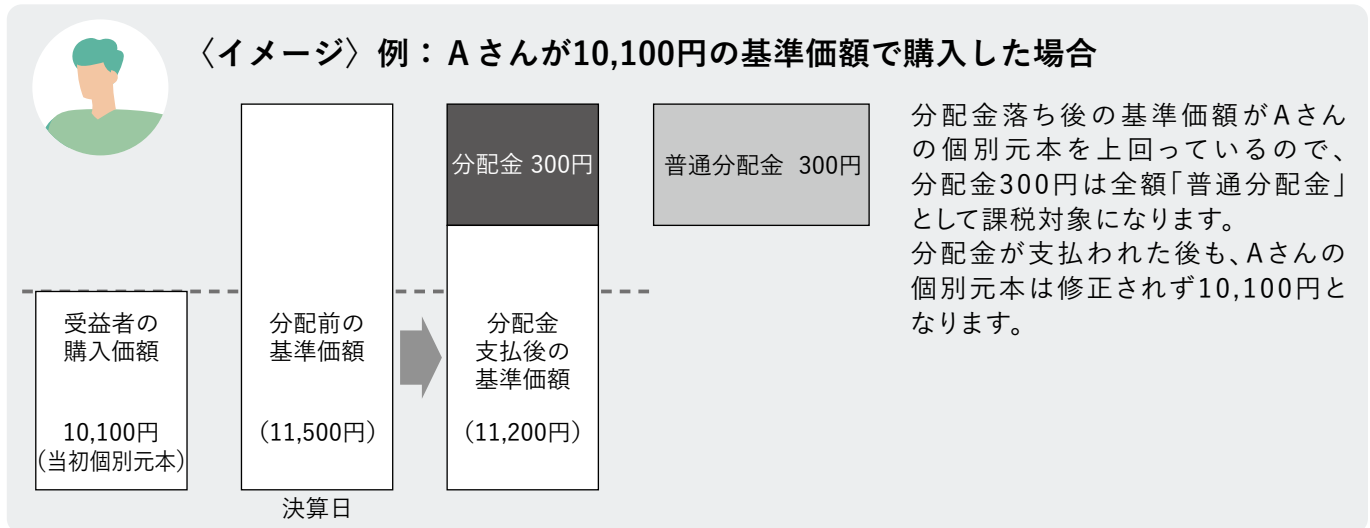 〈イメージ〉例：Aさんが10,100円の基準価額で購入した場合
受益者の
購入価額
10,100円
(当初個別元本)
分配前の
基準価額
(11,500円)
決算日
分配金 300円
分配金
支払後の
基準価額
(11,200円)
普通分配金 300円
分配金落ち後の基準価額がAさん
の個別元本を上回っているので、
分配金300円は全額「普通分配金」
として課税対象になります。
分配金が支払われた後も、Aさんの
個別元本は修正されず10,100円と
なります。